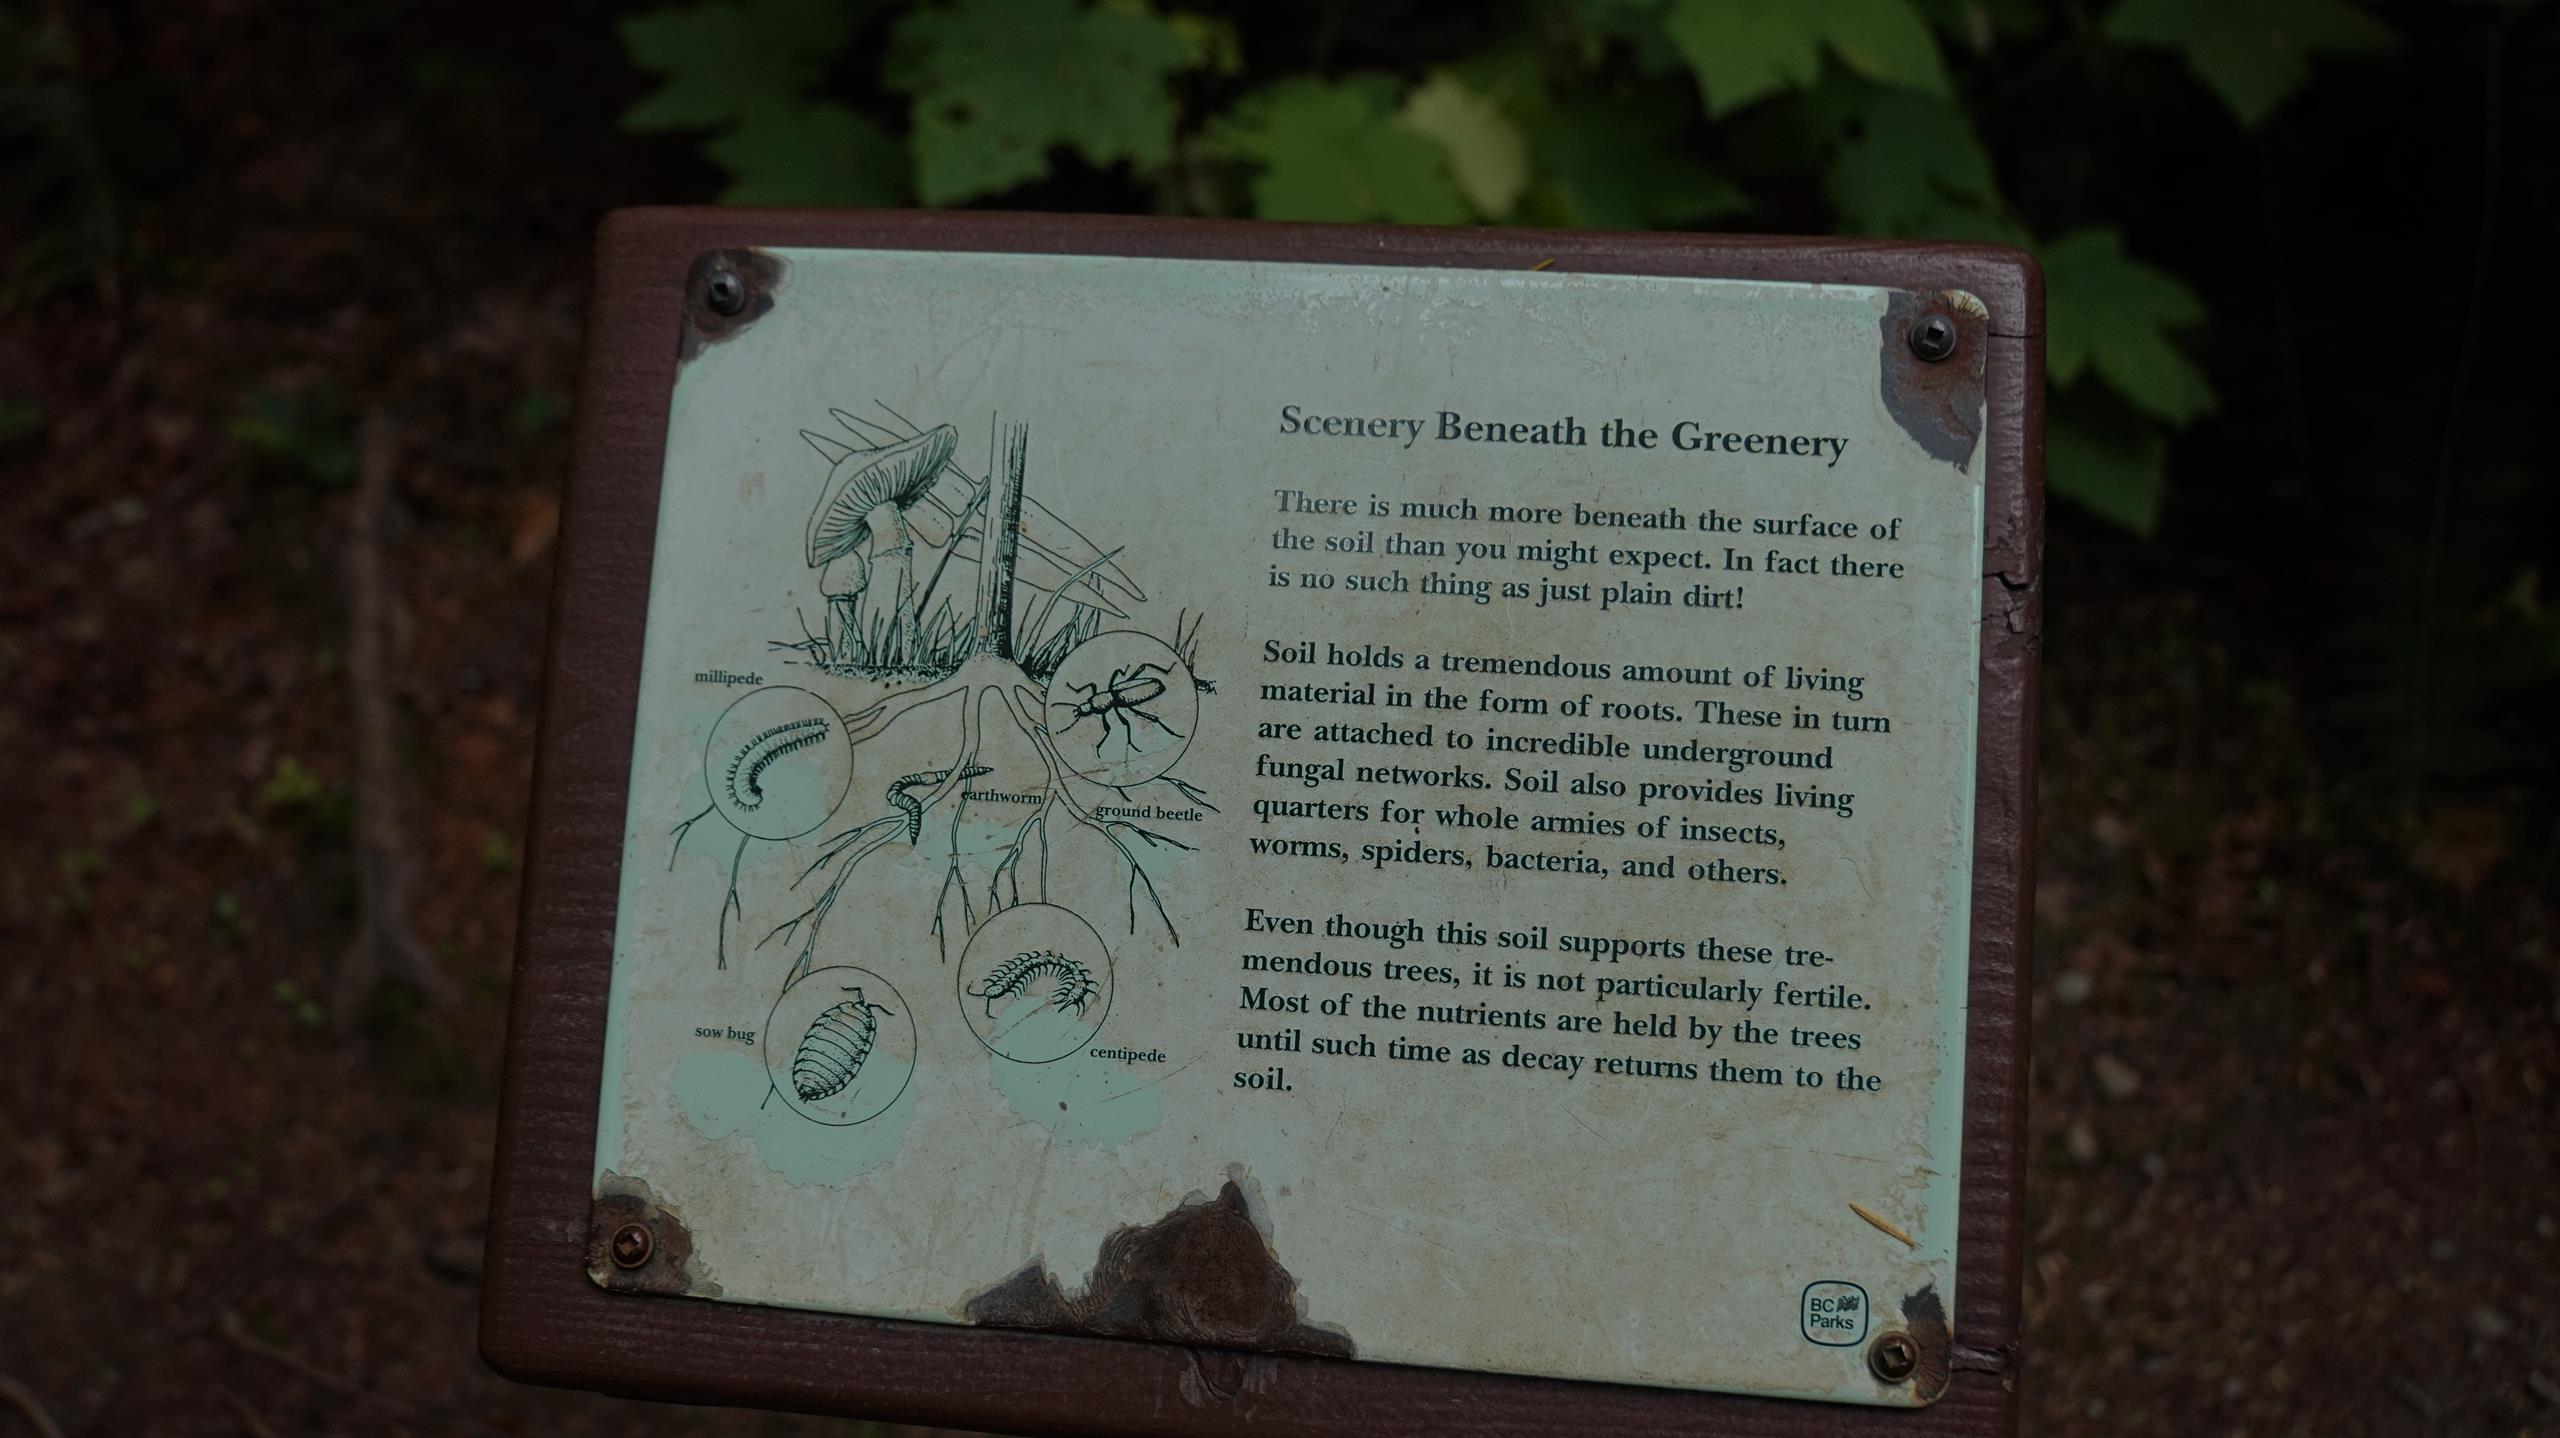 Scenery Beneath the Greenery
There is much more beneath the surface of
the soil than you might expect. In fact there
is no such thing as just plain dirt!
Soil holds a tremendous amount of living
material in the form of roots. These in turn
are attached to incredible underground
fungal networks. Soil also provides living
quarters for whole armies of insects,
worms, spiders, bacteria, and others.
Even though this soil supports these tre-
mendous trees, it is not particularly fertile.
Most of the nutrients are held by the trees
until such time as decay returns them to the
soil.
millipede
earthworm
ground beetle
sow bug
centipede
BC
Parks